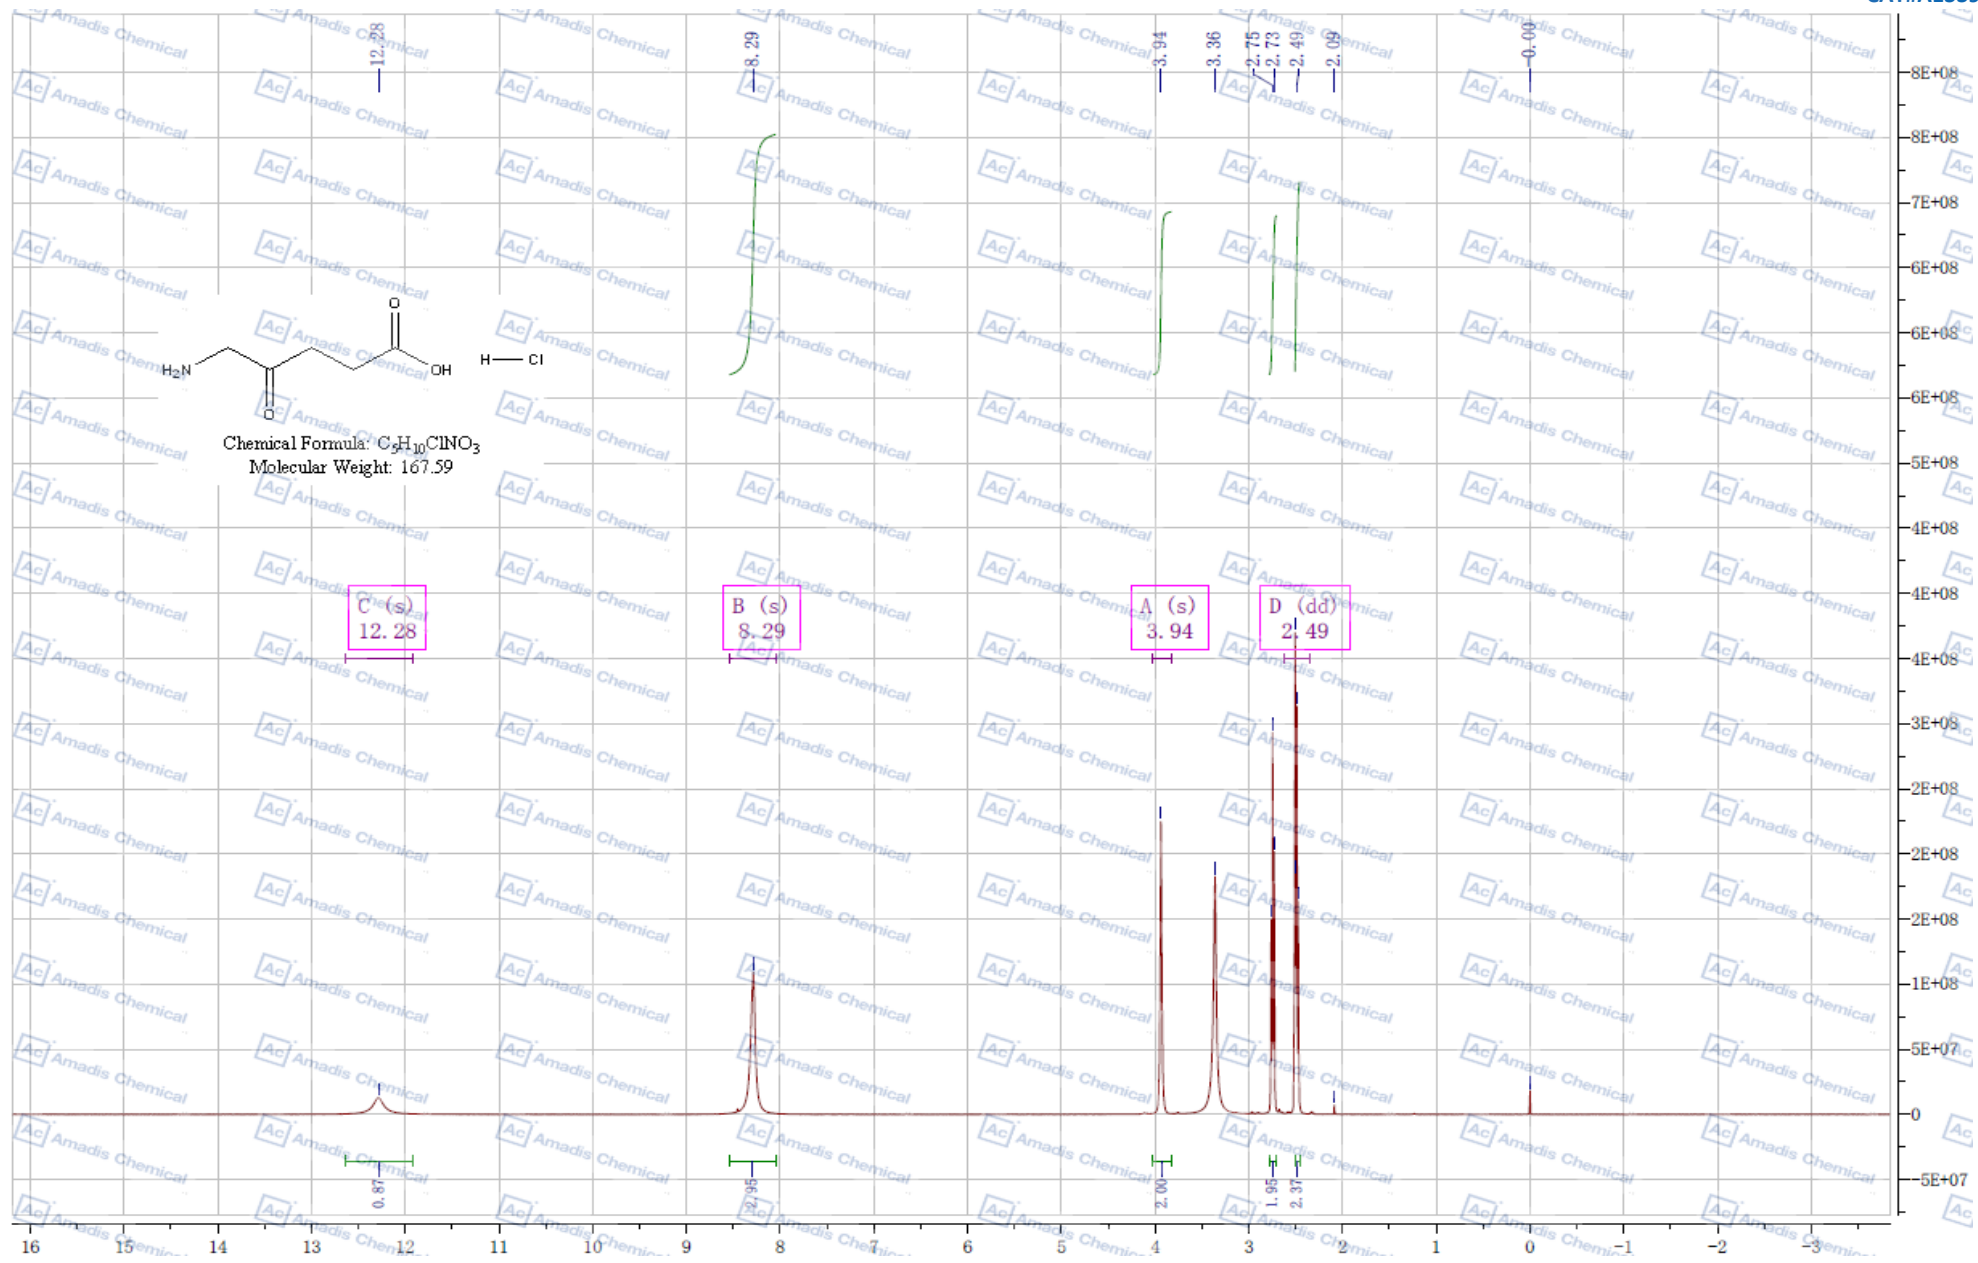 12.28
8.29
3.94
3.36
2.75
2.73
2.49
2.09
-0.00
8E+08
8E+08
7E+08
6E+08
6E+08
6E+08
5E+08
4E+08
4E+08
4E+08
3E+08
2E+08
2E+08
2E+08
1E+08
5E+07
0
-5E+07
H₂N
O
O
OH
H
Cl
Chemical Formula: C₅H₁₀ClNO₃
Molecular Weight: 167.59
C (s)
12.28
B (s)
8.29
A (s)
3.94
D (dd)
2.49
0.87
2.95
2.00
1.95
2.37
16 15 14 13 12 11 10 9 8 7 6 5 4 3 2 1 0 -1 -2 -3
Ac Amadis Chemical